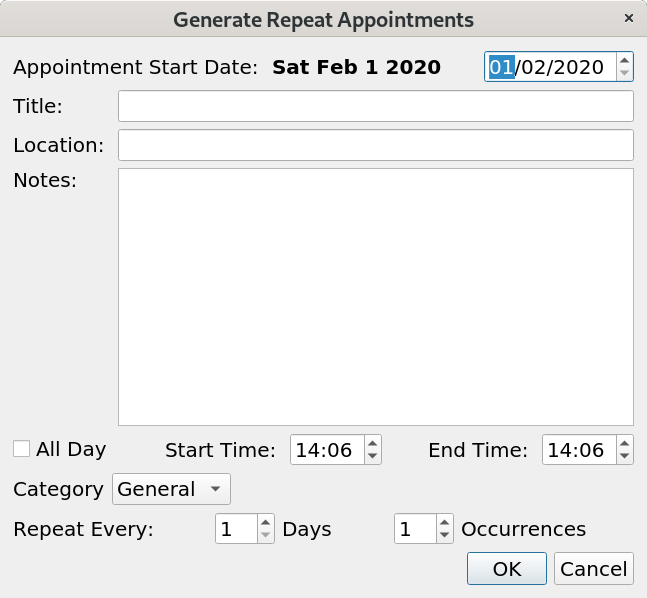 Generate Repeat Appointments ×
Appointment Start Date: Sat Feb 1 2020 01/02/2020
Title:
Location:
Notes:
All Day Start Time: 14:06 End Time: 14:06
Category General
Repeat Every: 1 Days 1 Occurrences
OK Cancel